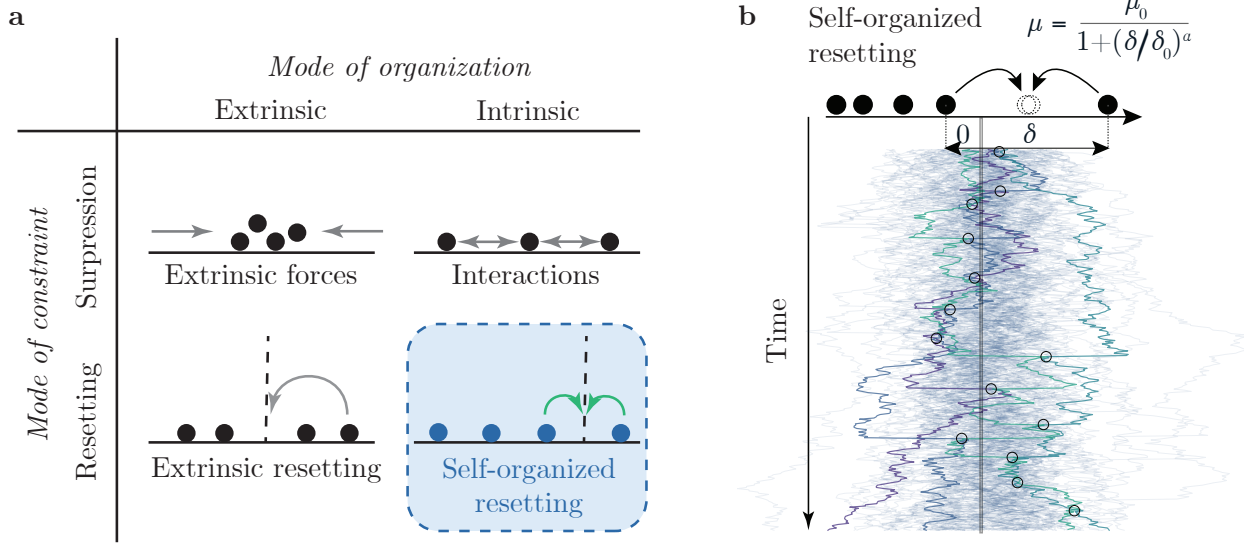 a
Mode of organization
Extrinsic
Intrinsic
Mode of constraint
Surpression
Resetting
Extrinsic forces
Interactions
Extrinsic resetting
Self-organized
resetting
b
Self-organized
resetting
μ = μ₀ / 1+(δ/δ₀)ᵃ
0
δ
Time